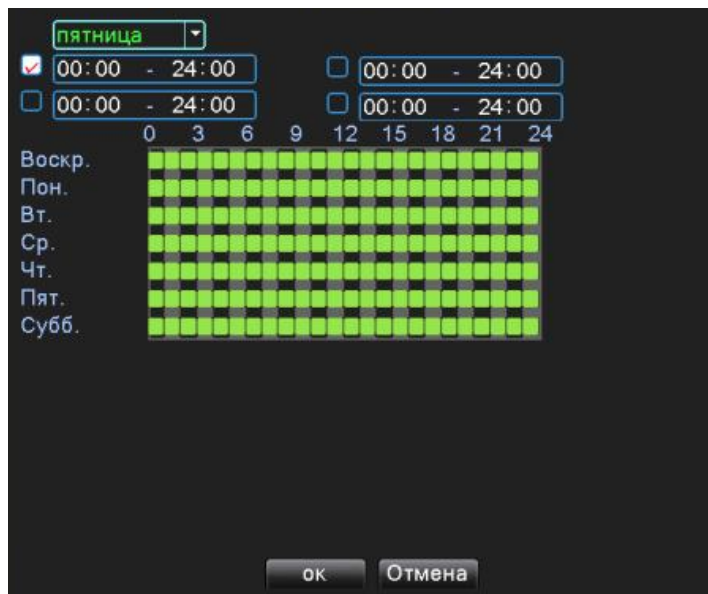 пятница
00:00 - 24:00 00:00 - 24:00
00:00 - 24:00 00:00 - 24:00
0 3 6 9 12 15 18 21 24
Воскр.
Пон.
Вт.
Ср.
Чт.
Пят.
Субб.
ок Отмена